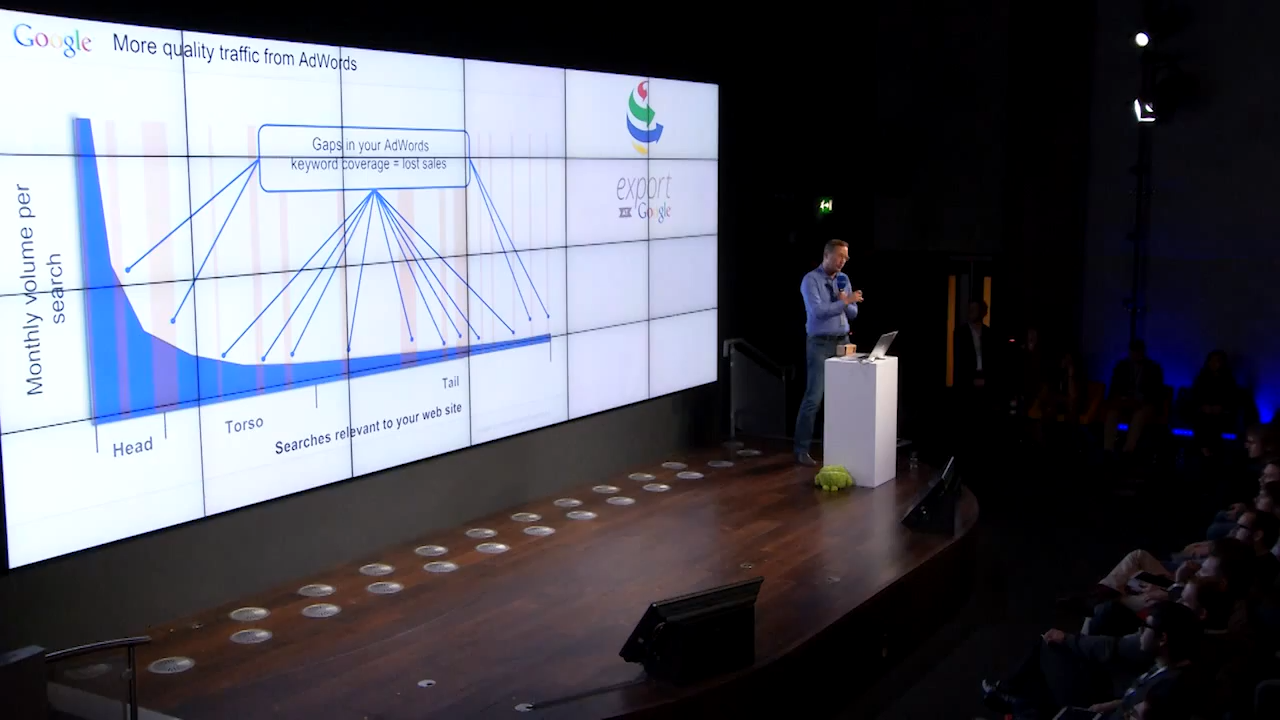 Google
More quality traffic from AdWords
Gaps in your AdWords
keyword coverage = lost sales
export
Google
Monthly volume per
search
Head
Torso
Tail
Searches relevant to your web site